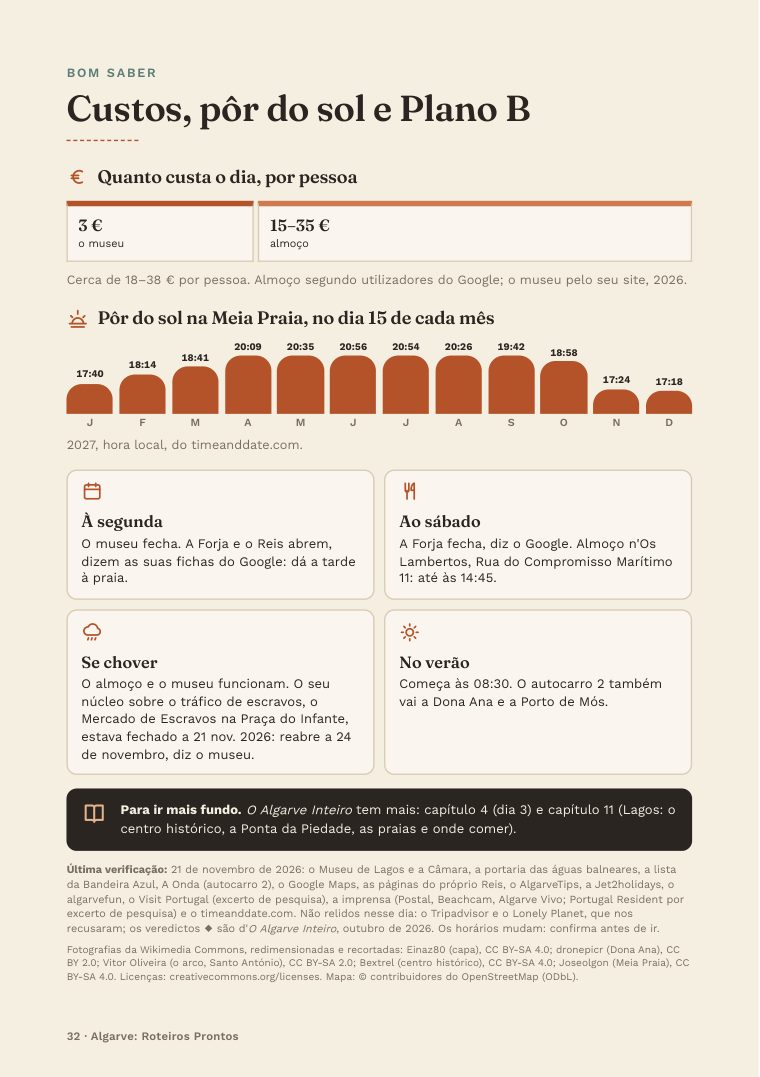 BOM SABER
Custos, pôr do sol e Plano B
€ Quanto custa o dia, por pessoa
3 €
o museu
15–35 €
almoço
Cerca de 18–38 € por pessoa. Almoço segundo utilizadores do Google; o museu pelo seu site, 2026.
Pôr do sol na Meia Praia, no dia 15 de cada mês
17:40 18:14 18:41 20:09 20:35 20:56 20:54 20:26 19:42 18:58 17:24 17:18
J F M A M J J A S O N D
2027, hora local, do timeanddate.com.
À segunda
O museu fecha. A Forja e o Reis abrem,
dizem as suas fichas do Google: dá a tarde
à praia.
Ao sábado
A Forja fecha, diz o Google. Almoço n'Os
Lambertos, Rua do Compromisso Marítimo
11: até às 14:45.
Se chover
O almoço e o museu funcionam. O seu
núcleo sobre o tráfico de escravos, o
Mercado de Escravos na Praça do Infante,
estava fechado a 21 nov. 2026: reabre a 24
de novembro, diz o museu.
No verão
Começa às 08:30. O autocarro 2 também
vai a Dona Ana e a Porto de Mós.
Para ir mais fundo. O Algarve Inteiro tem mais: capítulo 4 (dia 3) e capítulo 11 (Lagos: o
centro histórico, a Ponta da Piedade, as praias e onde comer).
Última verificação: 21 de novembro de 2026: o Museu de Lagos e a Câmara, a portaria das águas balneares, a lista
da Bandeira Azul, A Onda (autocarro 2), o Google Maps, as páginas do próprio Reis, o AlgarveTips, a Jet2holidays, o
algarvefun, o Visit Portugal (excerto de pesquisa), a imprensa (Postal, Beachcam, Algarve Vivo; Portugal Resident por
excerto de pesquisa) e o timeanddate.com. Não relidos nesse dia: o Tripadvisor e o Lonely Planet, que nos
recusaram; os veredictos ◆ são d'O Algarve Inteiro, outubro de 2026. Os horários mudam: confirma antes de ir.
Fotografias da Wikimedia Commons, redimensionadas e recortadas: Einaz80 (capa), CC BY-SA 4.0; dronepicr (Dona Ana), CC
BY 2.0; Vitor Oliveira (o arco, Santo António), CC BY-SA 2.0; Bextrel (centro histórico), CC BY-SA 4.0; Joseolgon (Meia Praia), CC
BY-SA 4.0. Licenças: creativecommons.org/licenses. Mapa: © contribuidores do OpenStreetMap (ODbL).
32 · Algarve: Roteiros Prontos